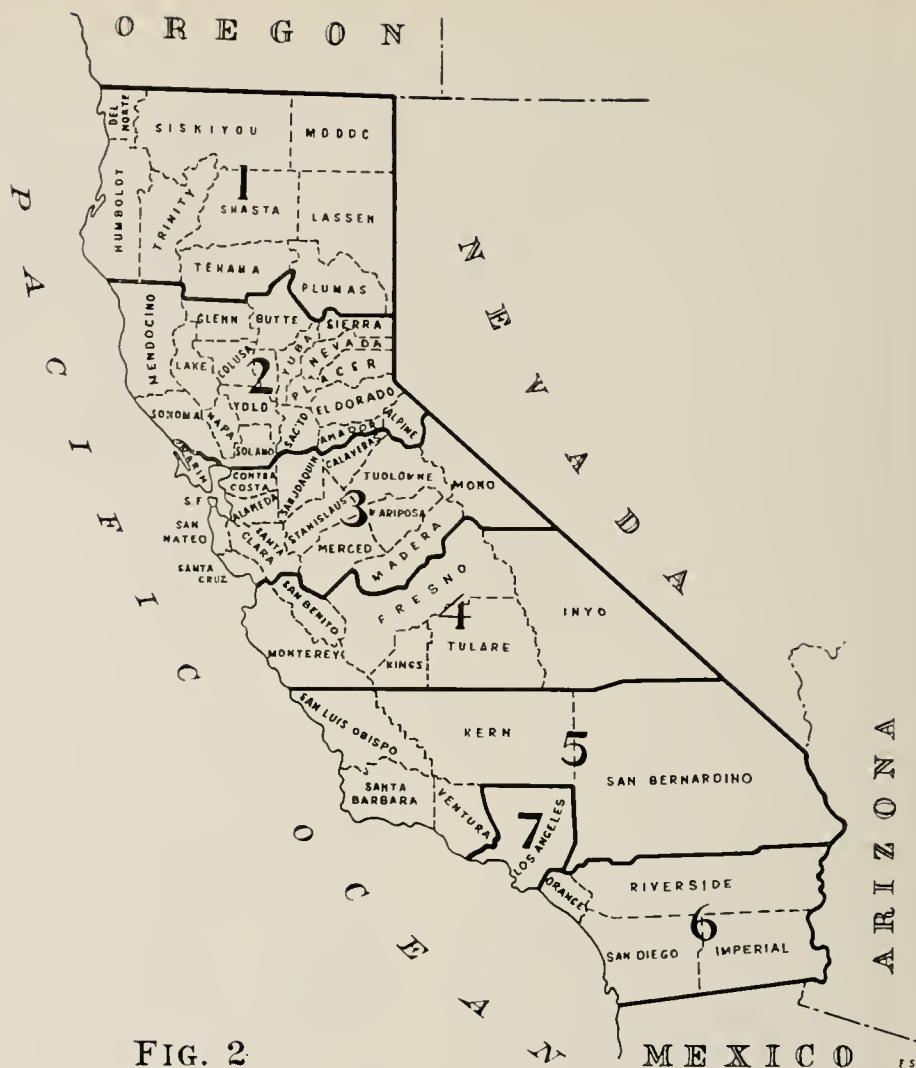 OREGON
DEL NORTE
SISKIYOU
MODOC
HUMBOLDT
TRINITY
1
SHASTA
LASSEN
TEHAMA
PLUMAS
PACIFIC
OCEAN
NEVADA
MENDOCINO
GLENN
BUTTE
SIERRA
LAKE
COLUSA
2
YUBA
NEVADA
PLACER
SONOMA
NAPA
YOLO
SOLANO
SAC'TO
EL DORADO
AMADOR
ALPINE
MARIN
CONTRA COSTA
SAN JOAQUIN
CALAVERAS
TUOLOWNE
MONO
S.F.
ALAMEDA
SAN MATEO
SANTA CLARA
STANISLAUS
3
MARIPOSA
MERCED
MADERA
SANTA CRUZ
SAN BENITO
FRESNO
4
INYO
MONTEREY
KINGS
TULARE
SAN LUIS OBISPO
KERN
5
SAN BERNARDINO
SANTA BARBARA
VENTURA
7
LOS ANGELES
ORANGE
RIVERSIDE
6
SAN DIEGO
IMPERIAL
ARIZONA
FIG. 2
MEXICO